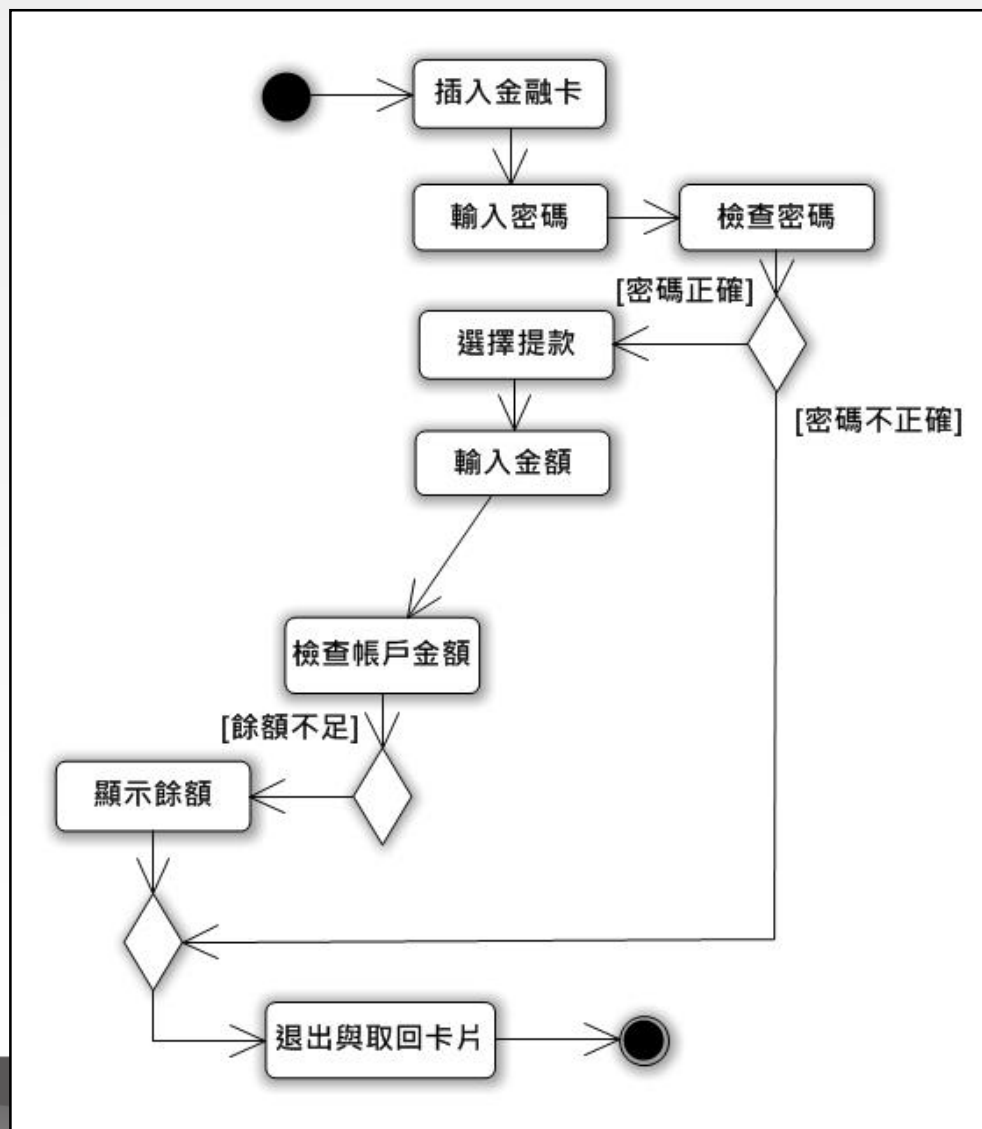 插入金融卡
輸入密碼
檢查密碼
[密碼正確]
選擇提款
[密碼不正確]
輸入金額
檢查帳戶金額
[餘額不足]
顯示餘額
退出與取回卡片